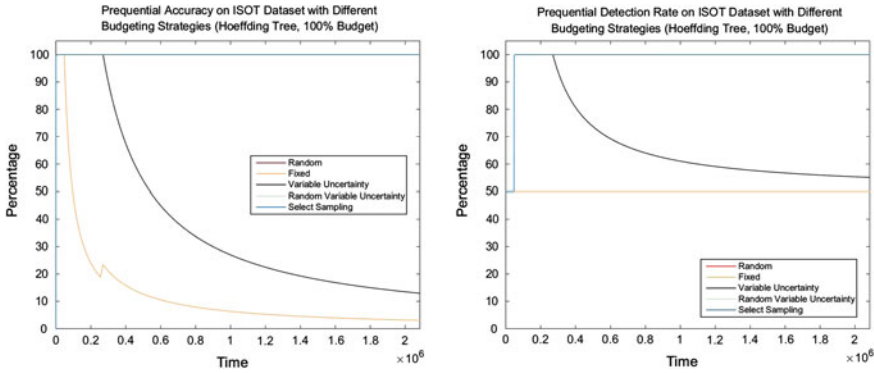 Prequential Accuracy on ISOT Dataset with Different
Budgeting Strategies (Hoeffding Tree, 100% Budget)
100
90
80
70
60
50
40
30
20
10
0
Percentage
Random
Fixed
Variable Uncertainty
Random Variable Uncertainty
Select Sampling
0 0.2 0.4 0.6 0.8 1 1.2 1.4 1.6 1.8 2
×10⁶
Time
Prequential Detection Rate on ISOT Dataset with Different
Budgeting Strategies (Hoeffding Tree, 100% Budget)
100
90
80
70
60
50
40
30
20
10
0
Percentage
Random
Fixed
Variable Uncertainty
Random Variable Uncertainty
Select Sampling
0 0.2 0.4 0.6 0.8 1 1.2 1.4 1.6 1.8 2
×10⁶
Time